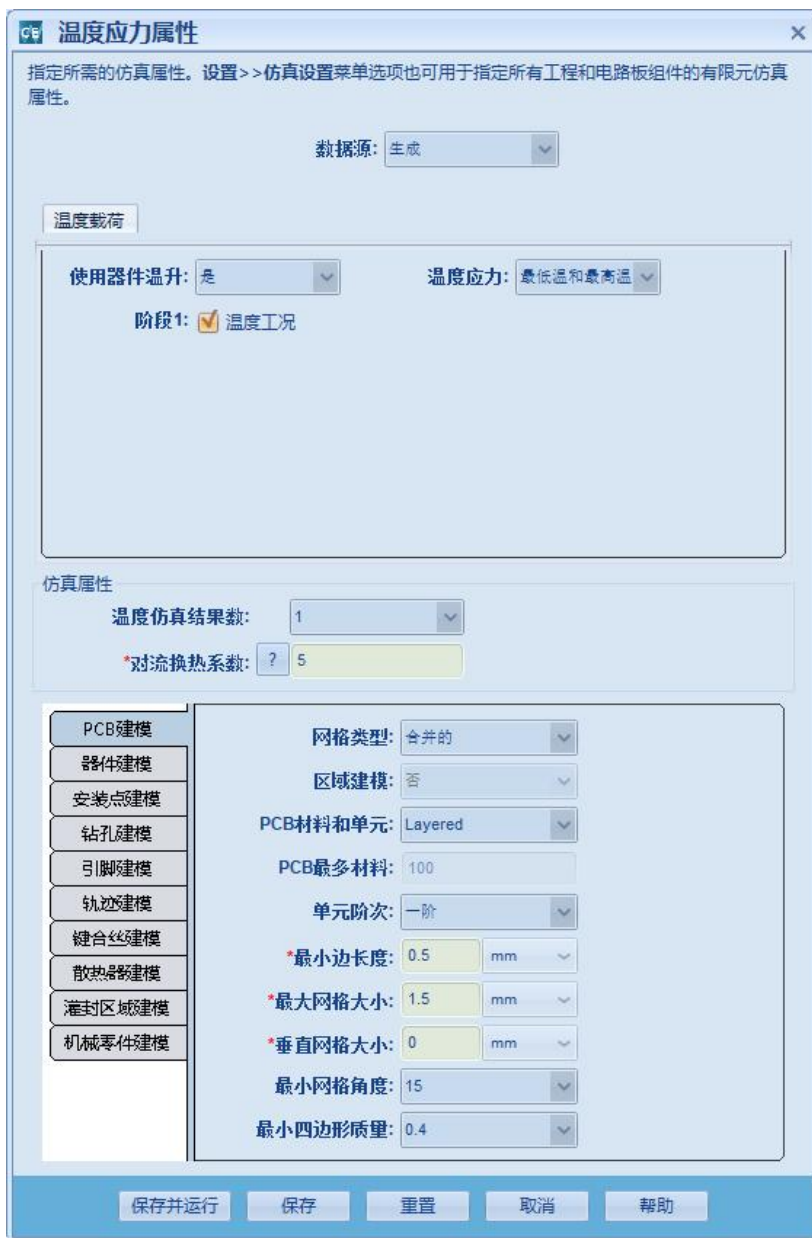 温度应力属性
指定所需的仿真属性。设置>>仿真设置菜单选项也可用于指定所有工程和电路板组件的有限元仿真
属性。
数据源: 生成
温度载荷
使用器件温升: 是 温度应力: 最低温和最高温
阶段1: 温度工况
仿真属性
温度仿真结果数: 1
*对流换热系数: ? 5
PCB建模
器件建模
安装点建模
钻孔建模
引脚建模
轨迹建模
键合丝建模
散热器建模
灌封区域建模
机械零件建模
网格类型: 合并的
区域建模: 否
PCB材料和单元: Layered
PCB最多材料: 100
单元阶次: 一阶
*最小边长度: 0.5 mm
*最大网格大小: 1.5 mm
*垂直网格大小: 0 mm
最小网格角度: 15
最小四边形质量: 0.4
保存并运行 保存 重置 取消 帮助